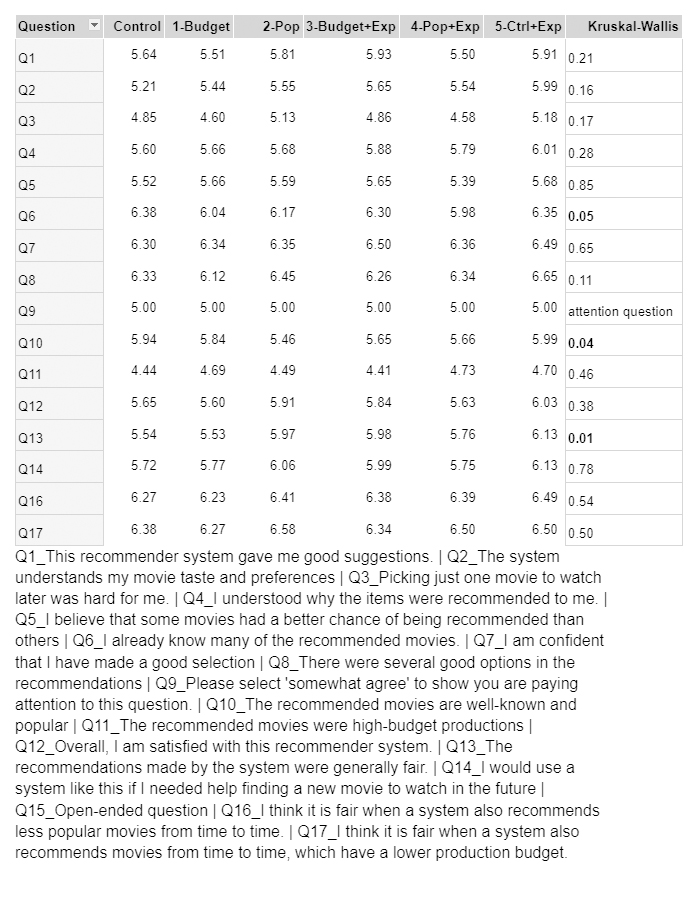 Question Control 1-Budget 2-Pop 3-Budget+Exp 4-Pop+Exp 5-Ctrl+Exp Kruskal-Wallis
Q1 5.64 5.51 5.81 5.93 5.50 5.91 0.21
Q2 5.21 5.44 5.55 5.65 5.54 5.99 0.16
Q3 4.85 4.60 5.13 4.86 4.58 5.18 0.17
Q4 5.60 5.66 5.68 5.88 5.79 6.01 0.28
Q5 5.52 5.66 5.59 5.65 5.39 5.68 0.85
Q6 6.38 6.04 6.17 6.30 5.98 6.35 0.05
Q7 6.30 6.34 6.35 6.50 6.36 6.49 0.65
Q8 6.33 6.12 6.45 6.26 6.34 6.65 0.11
Q9 5.00 5.00 5.00 5.00 5.00 5.00 attention question
Q10 5.94 5.84 5.46 5.65 5.66 5.99 0.04
Q11 4.44 4.69 4.49 4.41 4.73 4.70 0.46
Q12 5.65 5.60 5.91 5.84 5.63 6.03 0.38
Q13 5.54 5.53 5.97 5.98 5.76 6.13 0.01
Q14 5.72 5.77 6.06 5.99 5.75 6.13 0.78
Q16 6.27 6.23 6.41 6.38 6.39 6.49 0.54
Q17 6.38 6.27 6.58 6.34 6.50 6.50 0.50
Q1_This recommender system gave me good suggestions. | Q2_The system
understands my movie taste and preferences | Q3_Picking just one movie to watch
later was hard for me. | Q4_I understood why the items were recommended to me. |
Q5_I believe that some movies had a better chance of being recommended than
others | Q6_I already know many of the recommended movies. | Q7_I am confident
that I have made a good selection | Q8_There were several good options in the
recommendations | Q9_Please select 'somewhat agree' to show you are paying
attention to this question. | Q10_The recommended movies are well-known and
popular | Q11_The recommended movies were high-budget productions |
Q12_Overall, I am satisfied with this recommender system. | Q13_The
recommendations made by the system were generally fair. | Q14_I would use a
system like this if I needed help finding a new movie to watch in the future |
Q15_Open-ended question | Q16_I think it is fair when a system also recommends
less popular movies from time to time. | Q17_I think it is fair when a system also
recommends movies from time to time, which have a lower production budget.